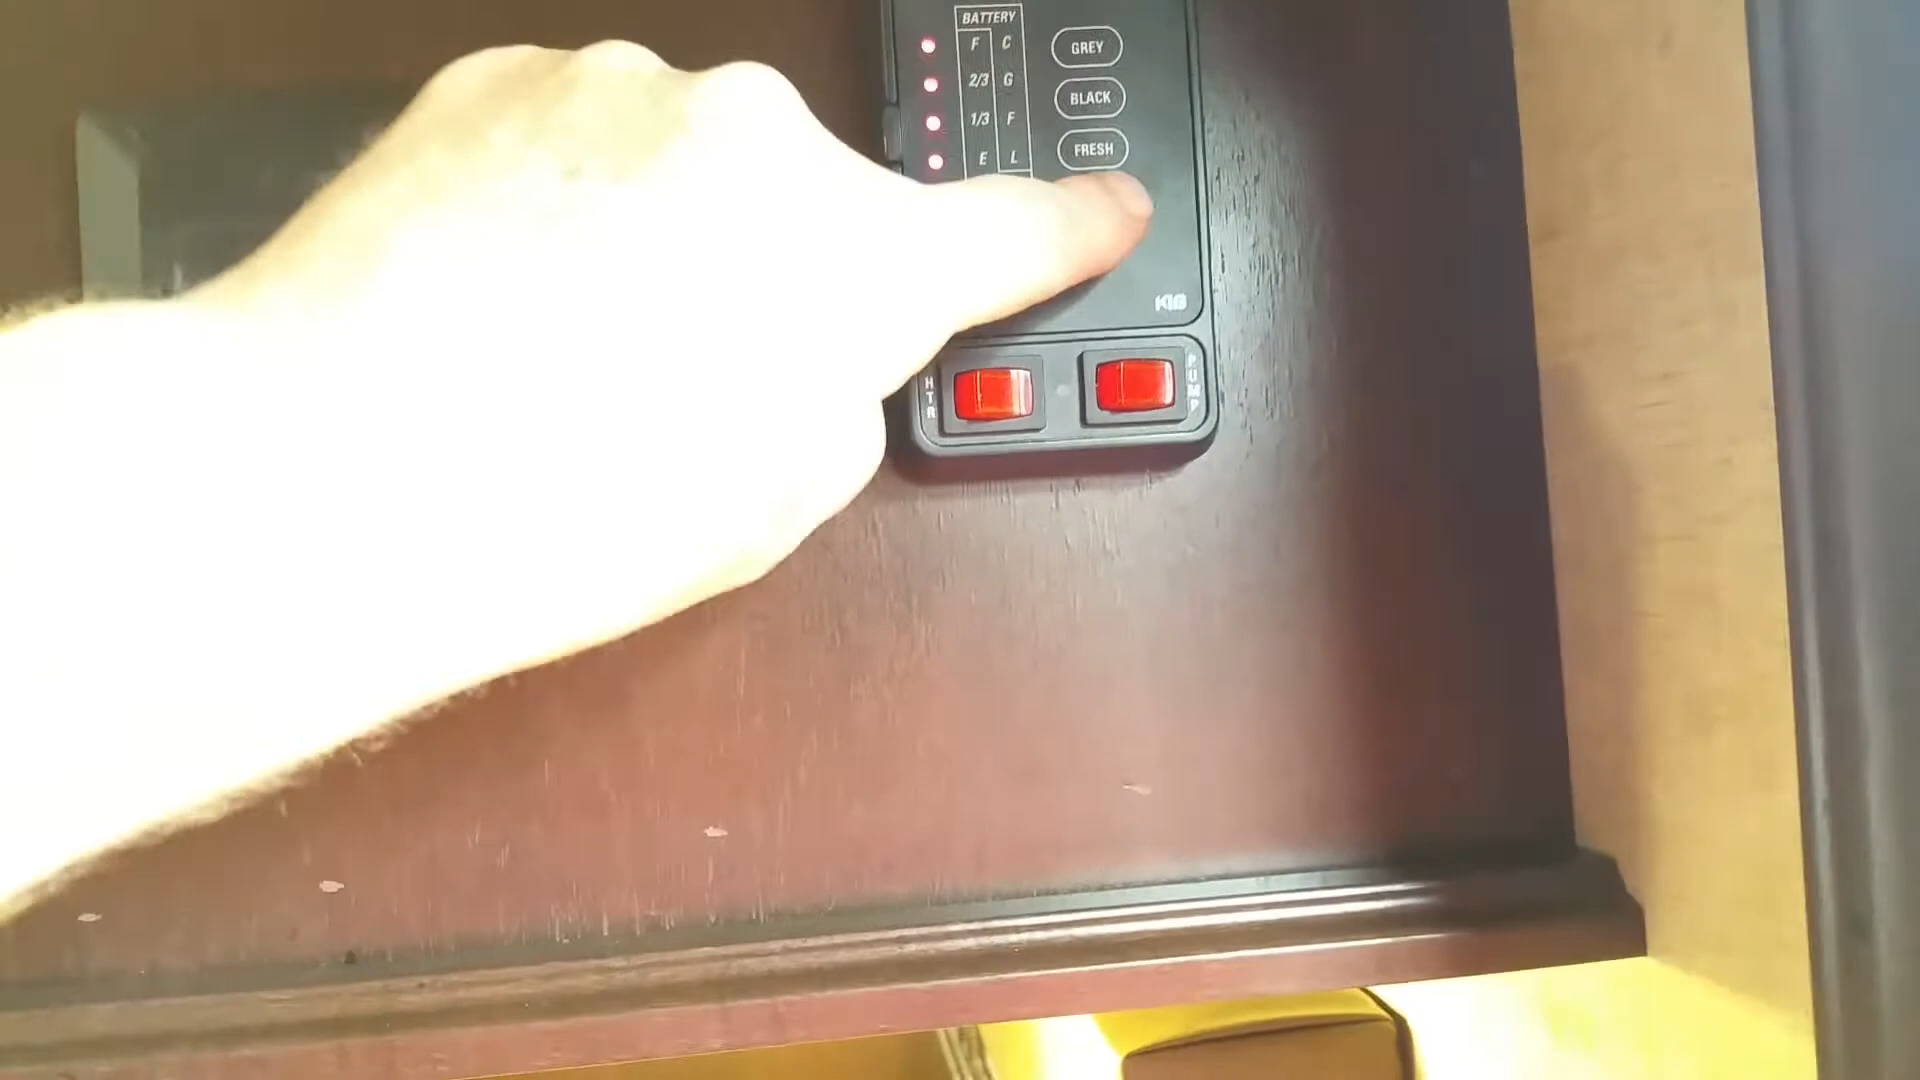 BATTERY
F C GREY
2/3 G
BLACK
1/3 F
E L FRESH
KIB
HTR
PUMP